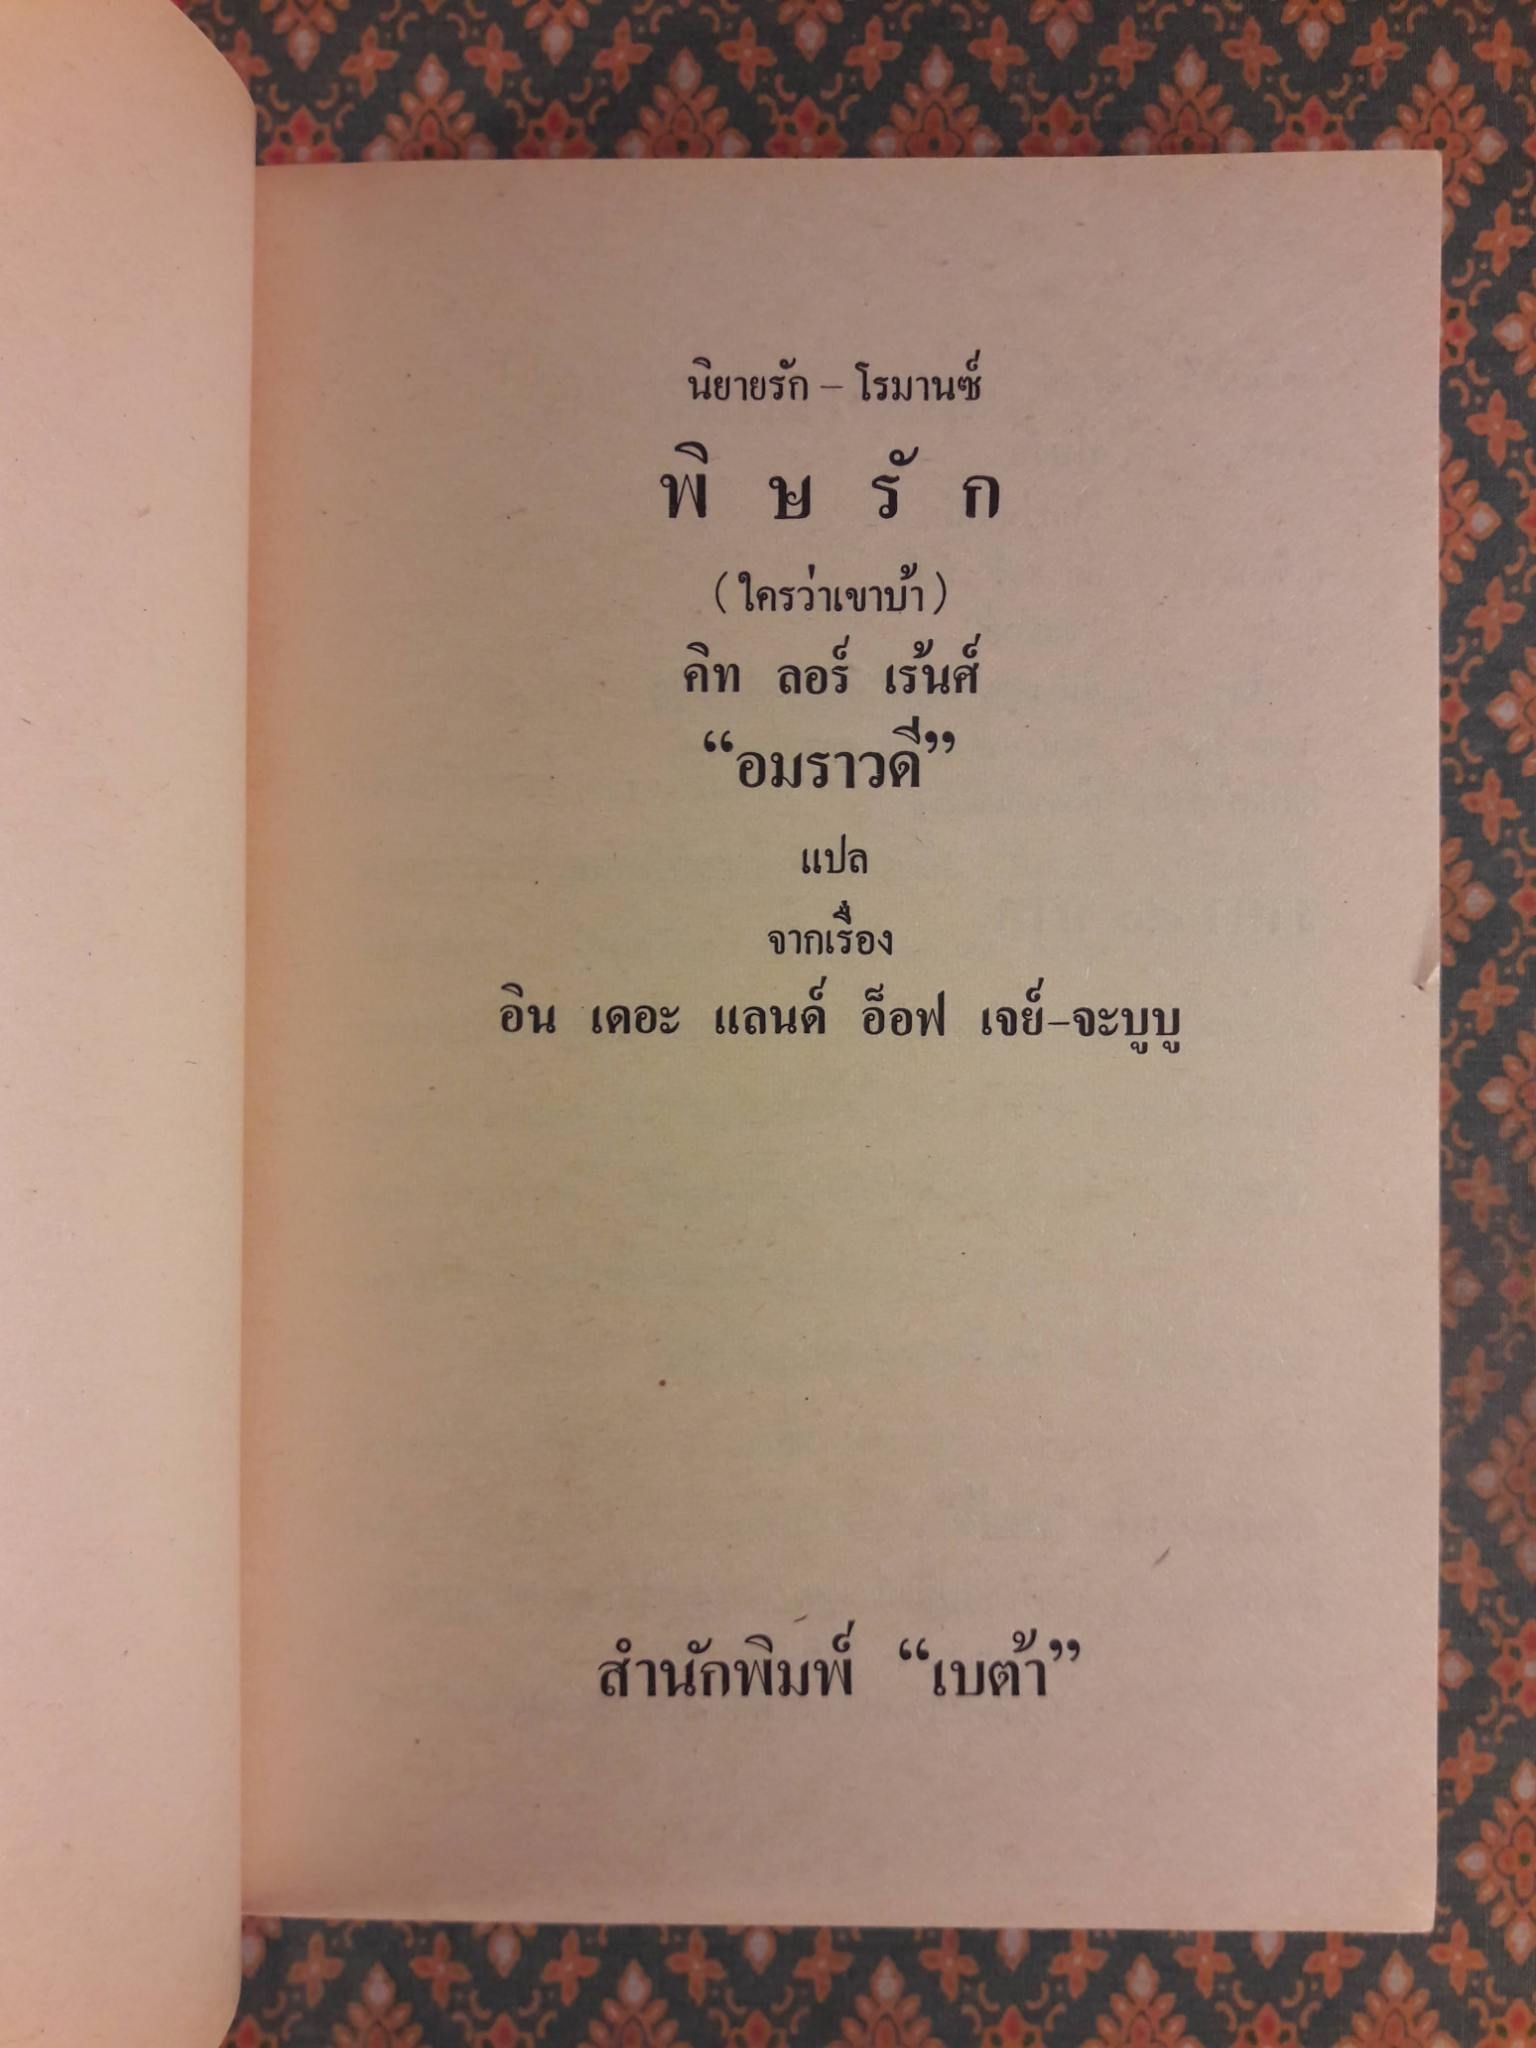 นิยายรัก – โรมานซ์
พิ ษ รั ก
(ใครว่าเขาบ้า)
คิท ลอร์ เร้นศ์
“อมราวดี”
แปล
จากเรื่อง
อิน เดอะ แลนด์ อ็อฟ เจย์–จะบูบู
สำนักพิมพ์ “เบต้า”